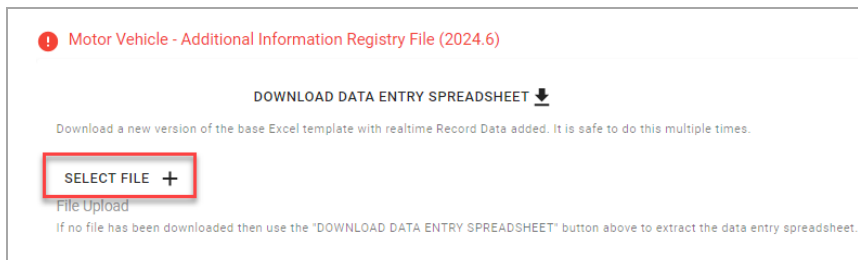 Motor Vehicle - Additional Information Registry File (2024.6)
DOWNLOAD DATA ENTRY SPREADSHEET
Download a new version of the base Excel template with realtime Record Data added. It is safe to do this multiple times.
SELECT FILE +
File Upload
If no file has been downloaded then use the "DOWNLOAD DATA ENTRY SPREADSHEET" button above to extract the data entry spreadsheet.